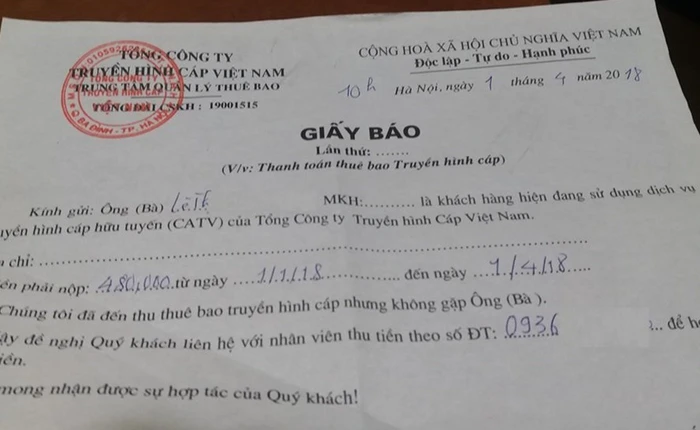 TỔNG CÔNG TY
TRUYỀN HÌNH CÁP VIỆT NAM
TRUNG TÂM QUẢN LÝ THUÊ BAO
TỔNG ĐÀI CSKH : 19001515
CỘNG HOÀ XÃ HỘI CHỦ NGHĨA VIỆT NAM
Độc lập - Tự do - Hạnh phúc
10h Hà Nội, ngày 1 tháng 4 năm 2018
GIẤY BÁO
Lần thứ: .......
(V/v: Thanh toán thuê bao Truyền hình cáp)
Kính gửi: Ông (Bà) MKH:.......... là khách hàng hiện đang sử dụng dịch vụ
uyền hình cáp hữu tuyến (CATV) của Tổng Công ty Truyền hình Cáp Việt Nam.
a chỉ: ................
ền phải nộp: 480,000 từ ngày ....1/1/18.... đến ngày ...1/4/18.....
Chúng tôi đã đến thu thuê bao truyền hình cáp nhưng không gặp Ông (Bà ).
ậy đề nghị Quý khách liên hệ với nhân viên thu tiền theo số ĐT: 0936 ... để h
iền.
mong nhận được sự hợp tác của Quý khách!